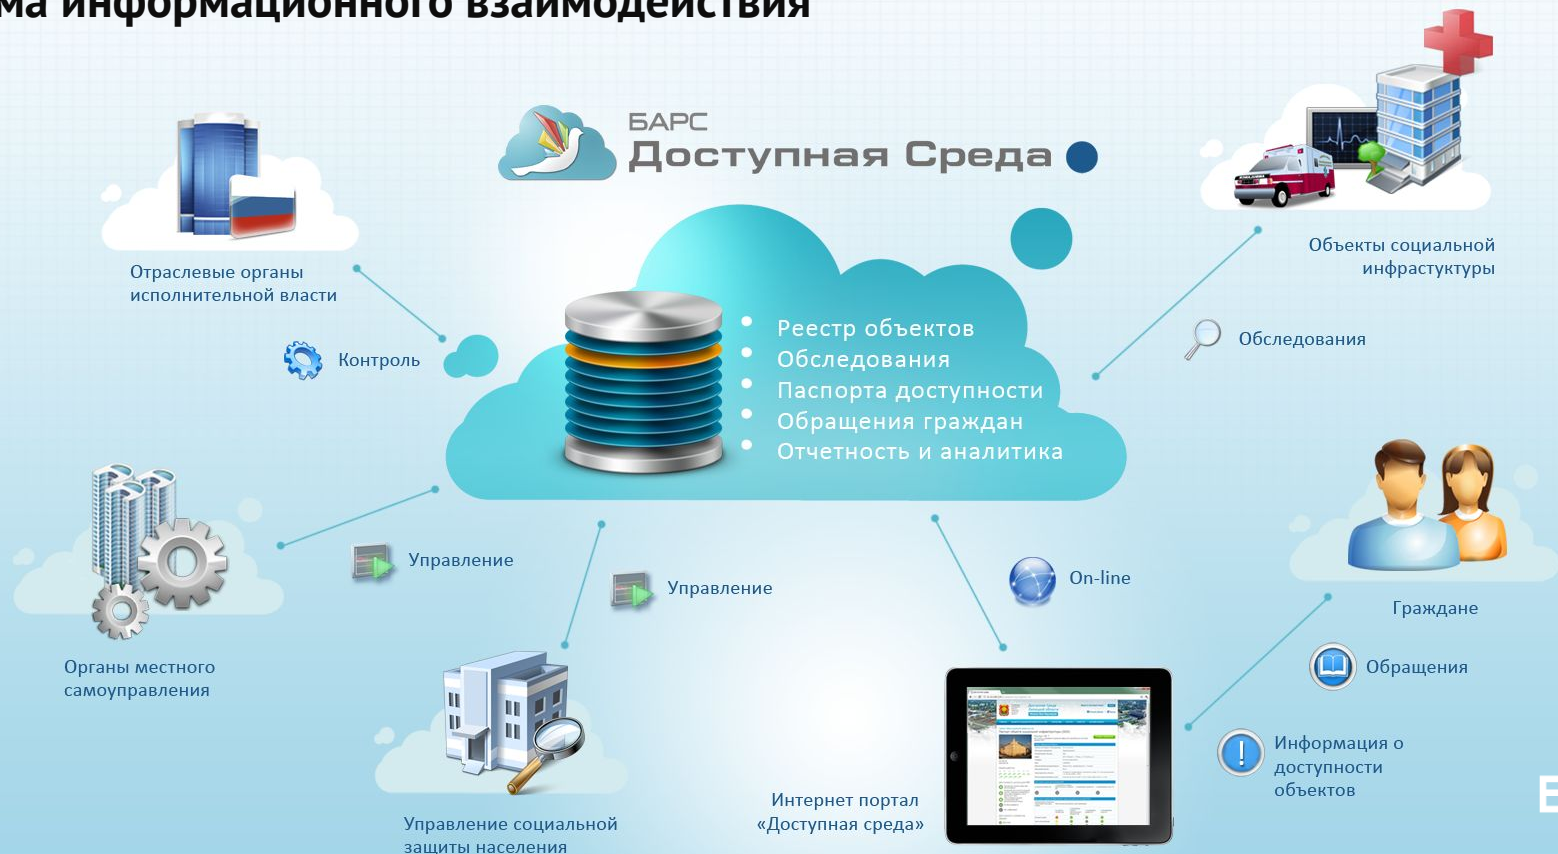 ма информационного взаимодействия
БАРС
Доступная Среда
Отраслевые органы
исполнительной власти
Контроль
Объекты социальной
инфрастуктуры
Обследования
• Реестр объектов
• Обследования
• Паспорта доступности
• Обращения граждан
• Отчетность и аналитика
Управление
Управление
On-line
Граждане
Обращения
Органы местного
самоуправления
Информация о
доступности
объектов
Интернет портал
«Доступная среда»
Управление социальной
защиты населения